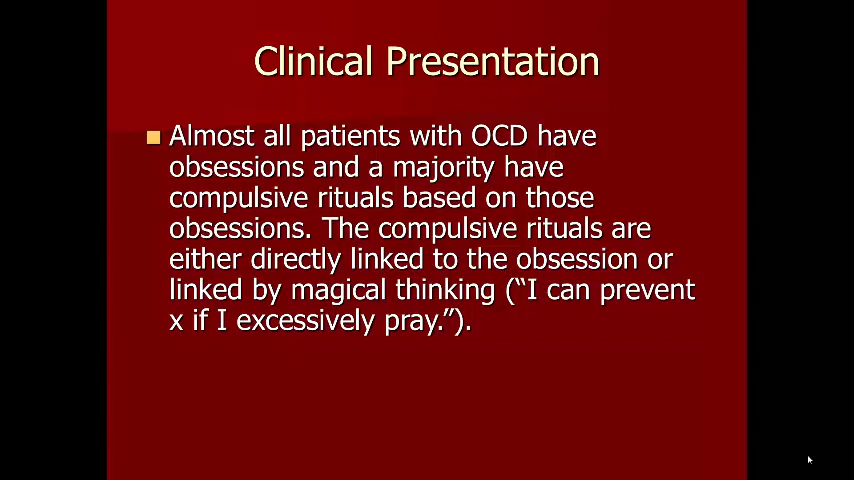 Clinical Presentation
Almost all patients with OCD have
obsessions and a majority have
compulsive rituals based on those
obsessions. The compulsive rituals are
either directly linked to the obsession or
linked by magical thinking (“I can prevent
x if I excessively pray.”).